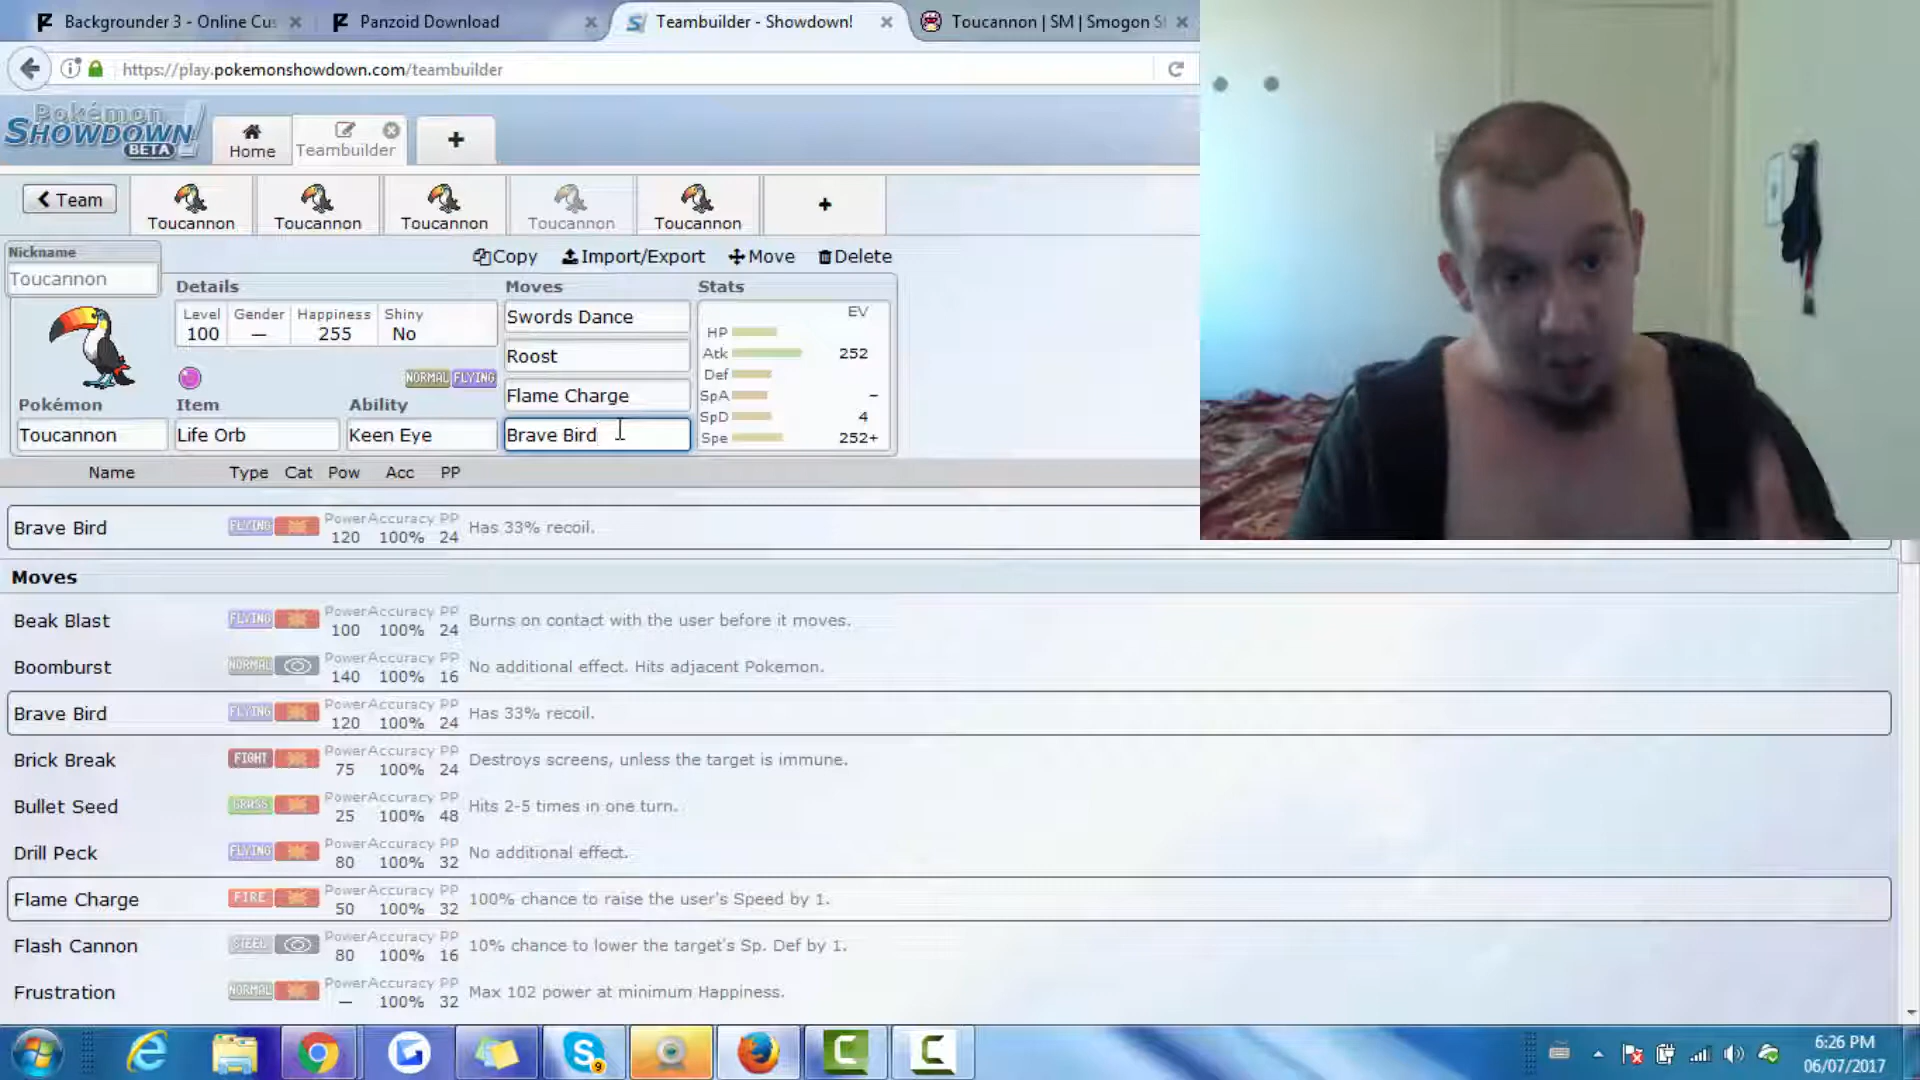 Backgrounder 3 - Online Cus
Panzoid Download
Teambuilder - Showdown!
Toucannon | SM | Smogon S
https://play.pokemonshowdown.com/teambuilder
Pokémon
SHOWDOWN!
BETA
Home
Teambuilder
+
Team
Toucannon
Toucannon
Toucannon
Toucannon
Toucannon
+
Nickname
Toucannon
Copy
Import/Export
Move
Delete
Details
Moves
Stats
Level
100
Gender
—
Happiness
255
Shiny
No
NORMAL FLYING
Pokémon
Toucannon
Item
Life Orb
Ability
Keen Eye
Swords Dance
Roost
Flame Charge
Brave Bird
EV
HP
Atk 252
Def
SpA –
SpD 4
Spe 252+
Name Type Cat Pow Acc PP
Brave Bird FLYING Power 120 Accuracy 100% PP 24 Has 33% recoil.
Moves
Beak Blast FLYING Power 100 Accuracy 100% PP 24 Burns on contact with the user before it moves.
Boomburst NORMAL Power 140 Accuracy 100% PP 16 No additional effect. Hits adjacent Pokemon.
Brave Bird FLYING Power 120 Accuracy 100% PP 24 Has 33% recoil.
Brick Break FIGHT Power 75 Accuracy 100% PP 24 Destroys screens, unless the target is immune.
Bullet Seed GRASS Power 25 Accuracy 100% PP 48 Hits 2-5 times in one turn.
Drill Peck FLYING Power 80 Accuracy 100% PP 32 No additional effect.
Flame Charge FIRE Power 50 Accuracy 100% PP 32 100% chance to raise the user's Speed by 1.
Flash Cannon STEEL Power 80 Accuracy 100% PP 16 10% chance to lower the target's Sp. Def by 1.
Frustration NORMAL Power — Accuracy 100% PP 32 Max 102 power at minimum Happiness.
9
6:26 PM
06/07/2017